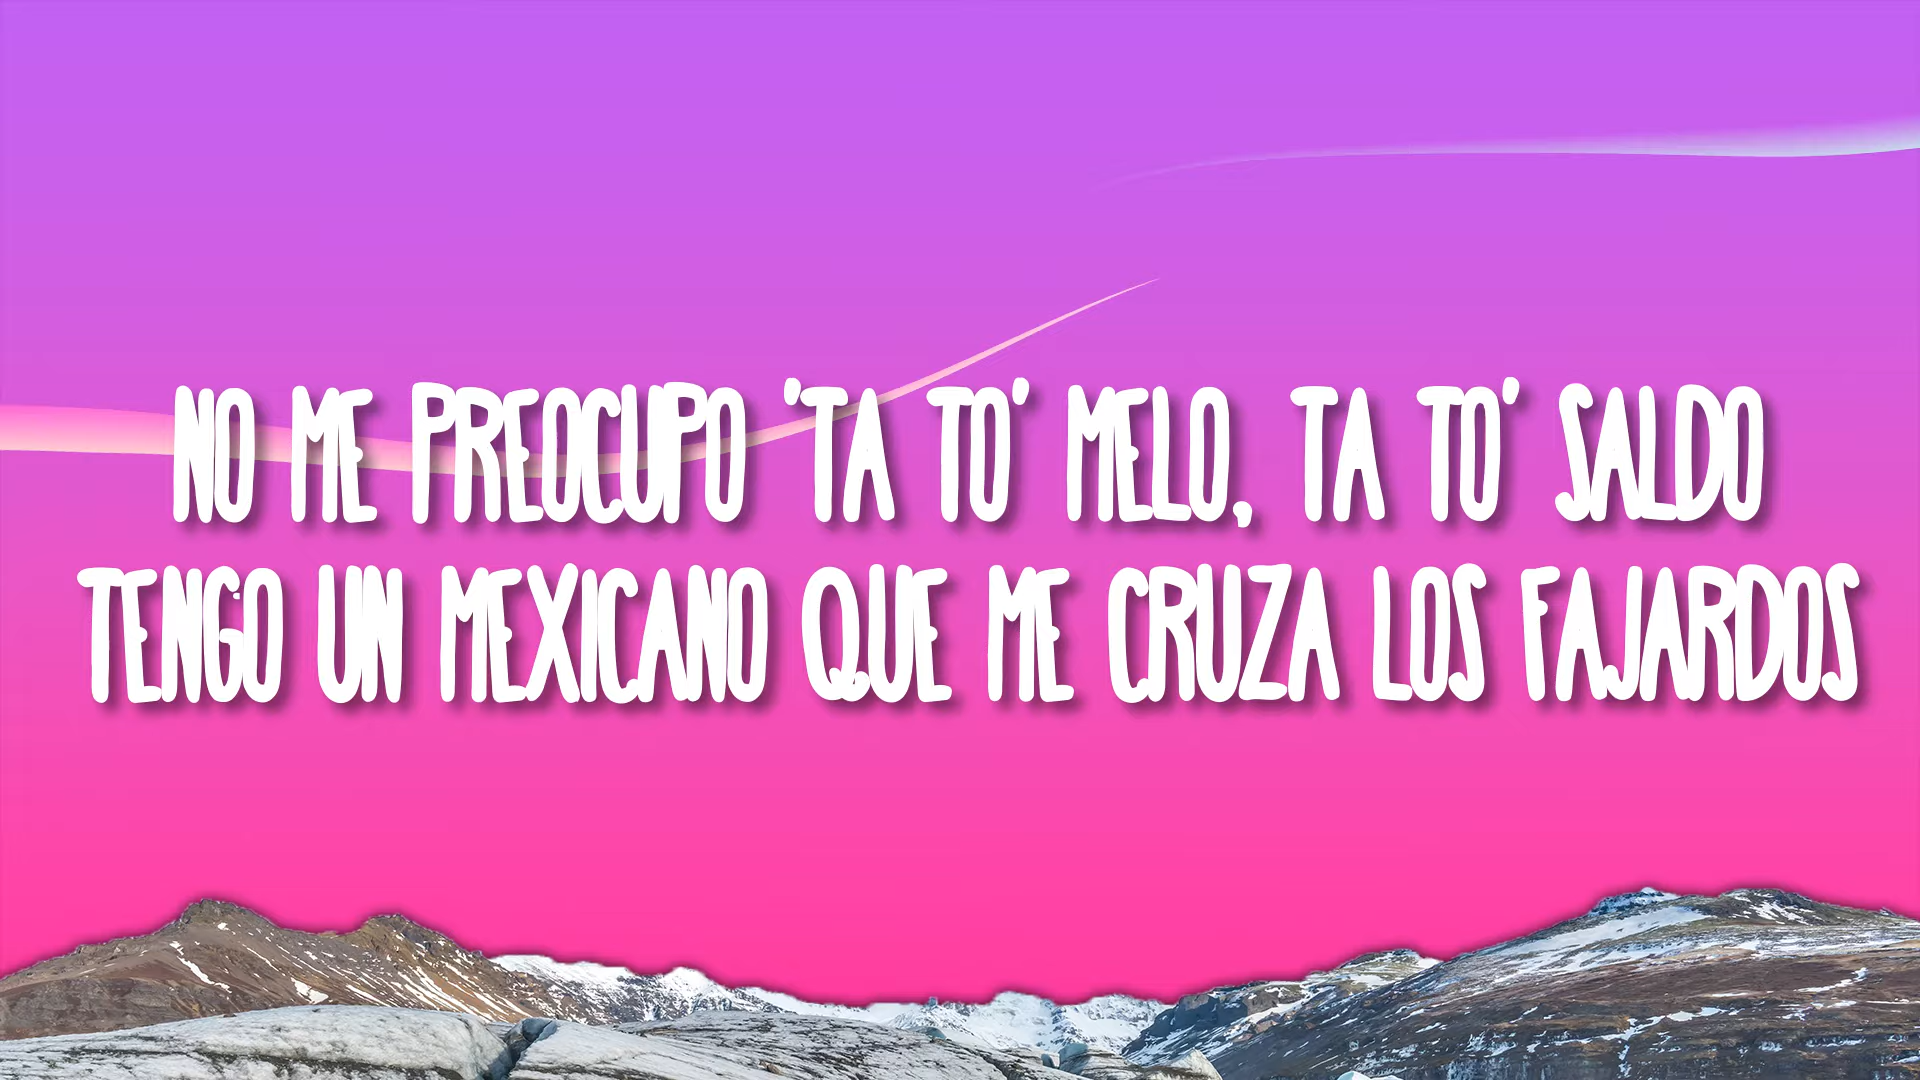 NO ME PREOCUPO 'TA TO' MELO, TA TO' SALDO
TENGO UN MEXICANO QUE ME CRUZA LOS FAJARDOS